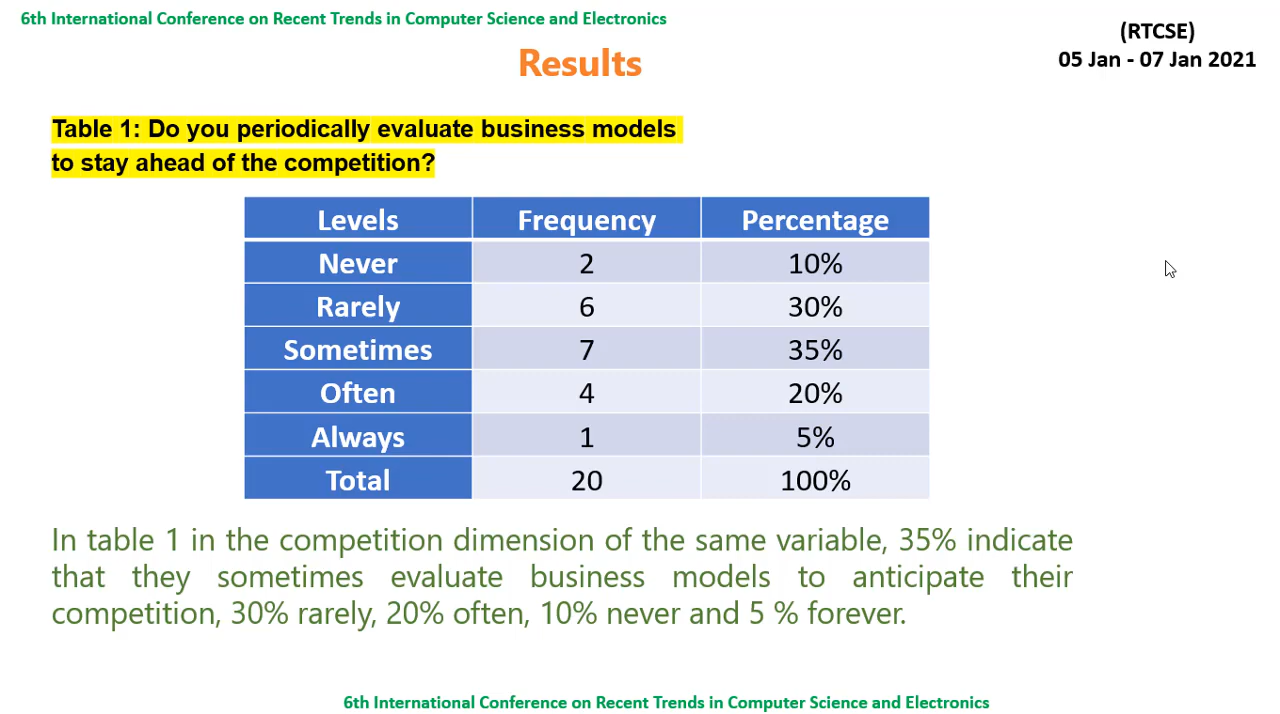 6th International Conference on Recent Trends in Computer Science and Electronics
(RTCSE)
05 Jan - 07 Jan 2021
Results
Table 1: Do you periodically evaluate business models
to stay ahead of the competition?
Levels Frequency Percentage
Never 2 10%
Rarely 6 30%
Sometimes 7 35%
Often 4 20%
Always 1 5%
Total 20 100%
In table 1 in the competition dimension of the same variable, 35% indicate
that they sometimes evaluate business models to anticipate their
competition, 30% rarely, 20% often, 10% never and 5 % forever.
6th International Conference on Recent Trends in Computer Science and Electronics